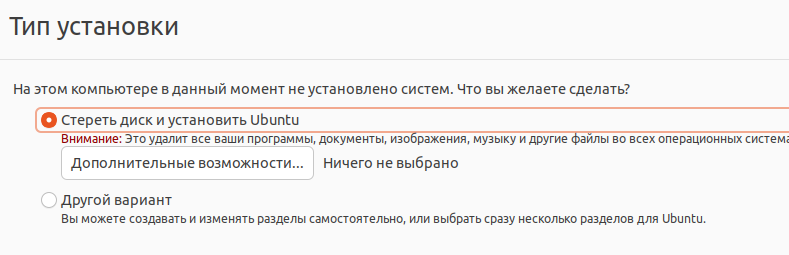 Тип установки
На этом компьютере в данный момент не установлено систем. Что вы желаете сделать?
Стереть диск и установить Ubuntu
Внимание: Это удалит все ваши программы, документы, изображения, музыку и другие файлы во всех операционных система
Дополнительные возможности... Ничего не выбрано
Другой вариант
Вы можете создавать и изменять разделы самостоятельно, или выбрать сразу несколько разделов для Ubuntu.